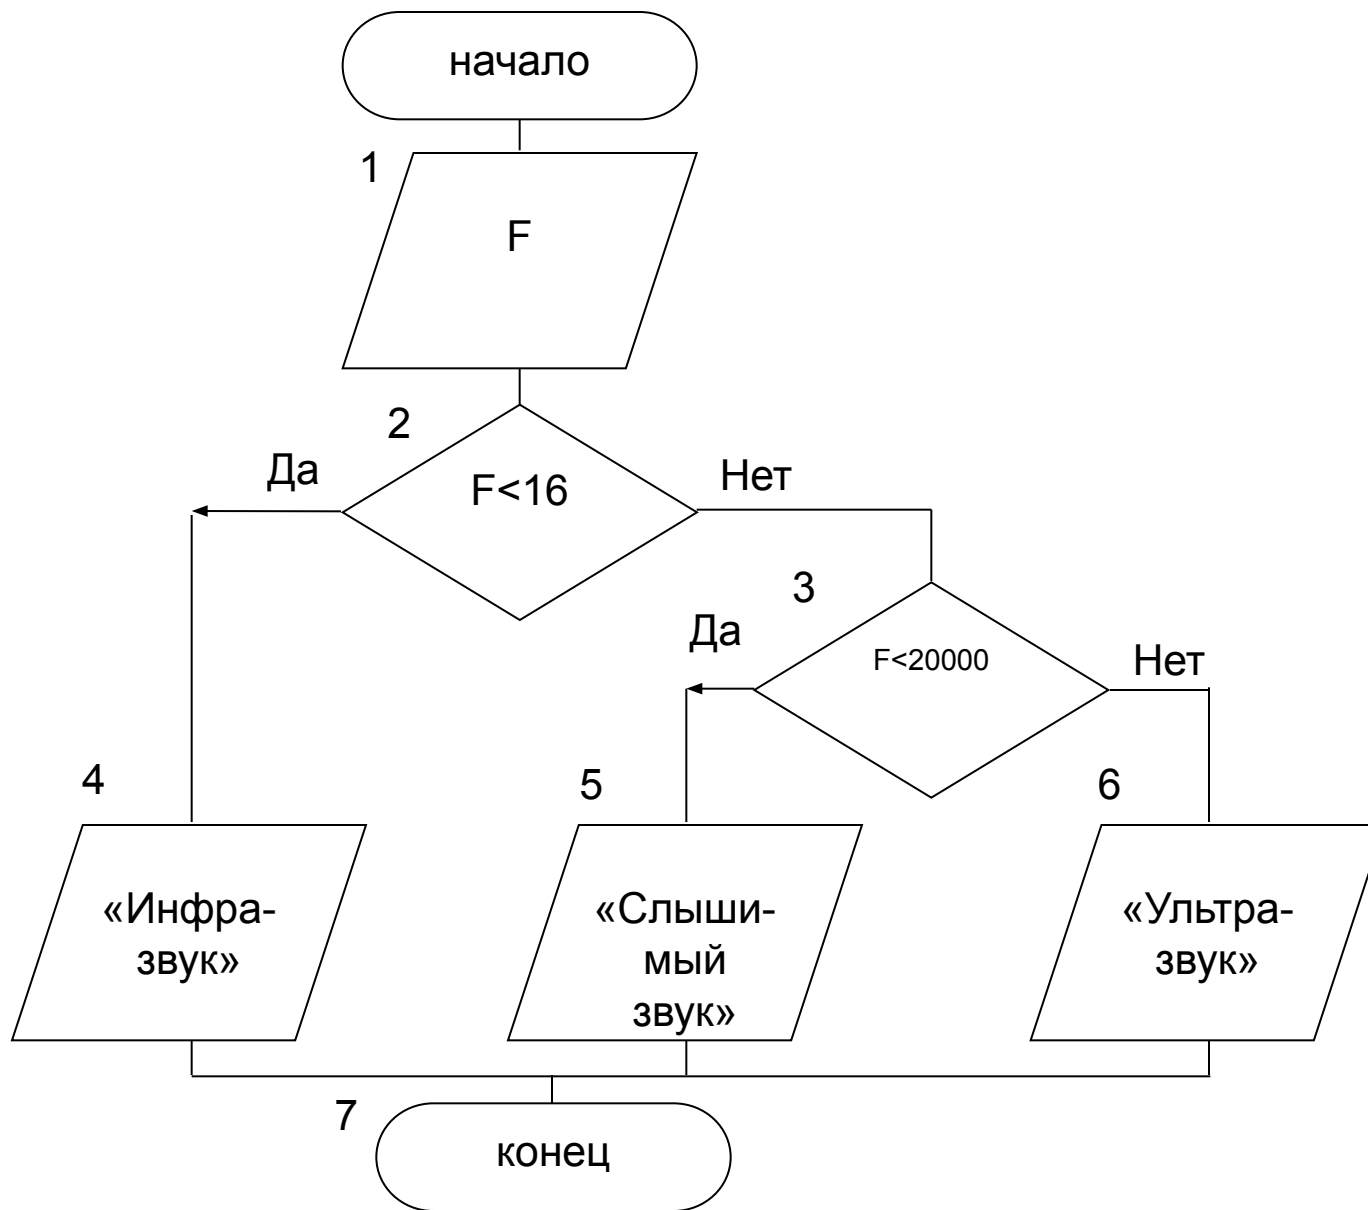 начало
1
F
2
Да
F<16
Нет
3
Да
F<20000
Нет
4
5
6
«Инфра-
звук»
«Слыши-
мый
звук»
«Ультра-
звук»
7
конец